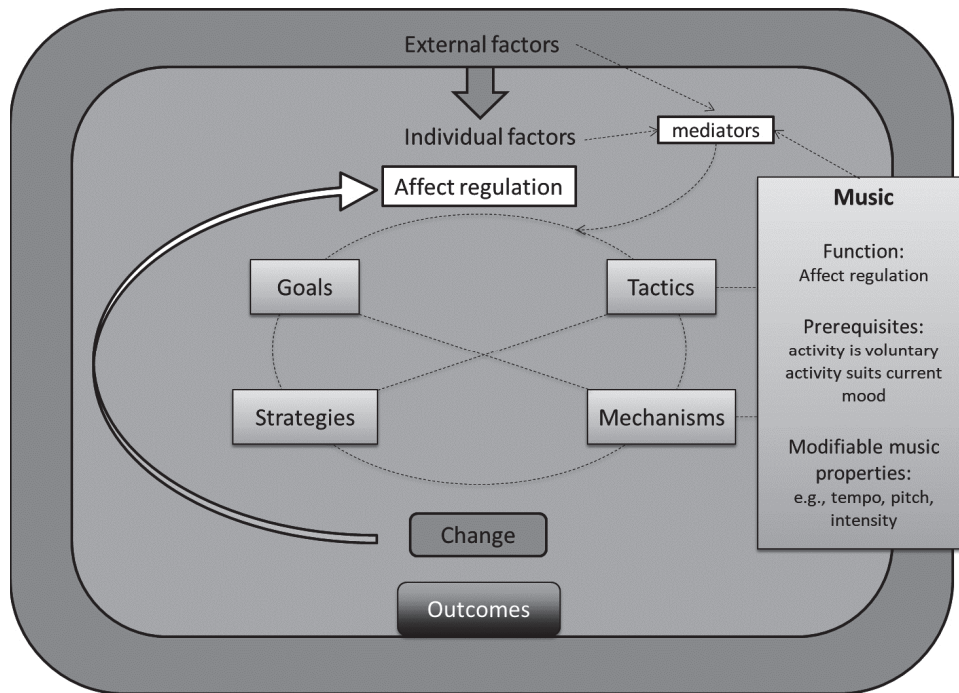 External factors
Individual factors
mediators
Affect regulation
Goals
Tactics
Strategies
Mechanisms
Change
Outcomes
Music
Function:
Affect regulation
Prerequisites:
activity is voluntary
activity suits current
mood
Modifiable music
properties:
e.g., tempo, pitch,
intensity